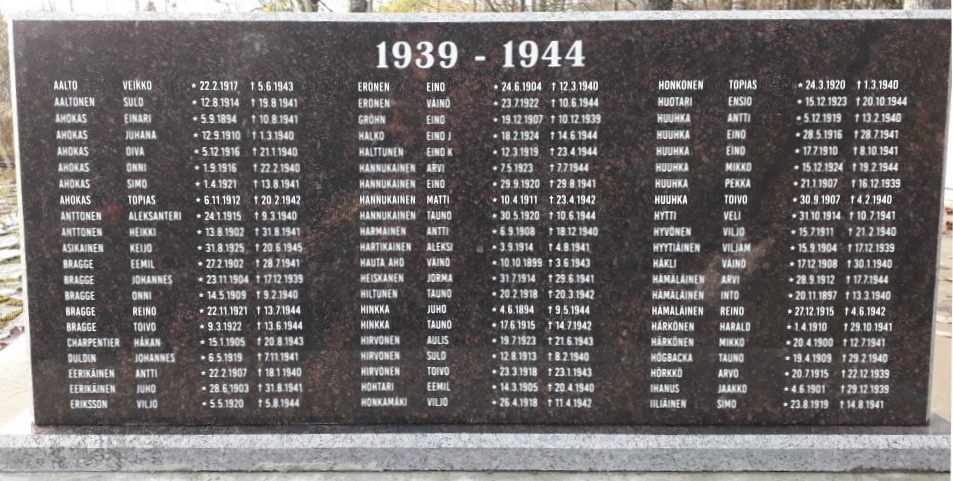 1939 - 1944
AALTO VEIKKO * 22.2.1917 † 5.6.1943
AALTONEN SULO * 12.8.1914 † 19.8.1941
AHOKAS EINARI * 5.9.1894 † 10.8.1941
AHOKAS JUHANA * 12.9.1910 † 1.3.1940
AHOKAS OIVA * 5.12.1916 † 21.1.1940
AHOKAS ONNI * 1.9.1916 † 22.2.1940
AHOKAS SIMO * 1.4.1921 † 13.8.1941
AHOKAS TOPIAS * 6.11.1912 † 20.2.1942
ANTTONEN ALEKSANTERI * 24.1.1915 † 9.3.1940
ANTTONEN HEIKKI * 13.8.1902 † 31.8.1941
ASIKAINEN KEIJO * 31.8.1925 † 20.6.1945
BRAGGE EEMIL * 27.2.1902 † 28.7.1941
BRAGGE JOHANNES * 23.11.1904 † 17.12.1939
BRAGGE ONNI * 14.5.1909 † 9.2.1940
BRAGGE REINO * 22.11.1921 † 13.7.1944
BRAGGE TOIVO * 9.3.1922 † 13.6.1944
CHARPENTIER HÅKAN * 15.1.1905 † 20.8.1943
DULDIN JOHANNES * 6.5.1919 † 7.11.1941
EERIKÄINEN ANTTI * 22.2.1907 † 18.1.1940
EERIKÄINEN JUHO * 28.6.1903 † 31.8.1941
ERIKSSON VILJO * 5.5.1920 † 5.8.1944
ERONEN EINO * 24.6.1904 † 12.3.1940
ERONEN VÄINÖ * 23.7.1922 † 10.6.1944
GRÖHN EINO * 19.12.1907 † 10.12.1939
HALKO EINO J * 18.2.1924 † 14.6.1944
HALTTUNEN EINO K * 12.3.1919 † 23.4.1944
HANNUKAINEN ARVI * 7.5.1923 † 7.7.1944
HANNUKAINEN EINO * 29.9.1920 † 29.8.1941
HANNUKAINEN MATTI * 10.4.1911 † 23.4.1942
HANNUKAINEN TAUNO * 30.5.1920 † 10.6.1944
HARMAINEN ANTTI * 6.9.1908 † 18.12.1940
HARTIKAINEN ALEKSI * 3.9.1914 † 4.8.1941
HAUTA AHO VÄINÖ * 10.10.1899 † 3.6.1943
HEISKANEN JORMA * 31.7.1914 † 29.6.1941
HILTUNEN TAUNO * 20.2.1918 † 20.3.1942
HINKKA JUHO * 4.6.1894 † 9.5.1944
HINKKA TAUNO * 17.6.1915 † 14.7.1942
HIRVONEN AULIS * 19.7.1923 † 21.6.1943
HIRVONEN SULO * 12.8.1913 † 8.2.1940
HIRVONEN TOIVO * 23.3.1918 † 23.1.1943
HOHTARI EEMIL * 14.3.1905 † 20.4.1940
HONKAMÄKI VILJO * 26.4.1918 † 11.4.1942
HONKONEN TOPIAS * 24.3.1920 † 1.3.1940
HUOTARI ENSIO * 15.12.1923 † 20.10.1944
HUUHKA ANTTI * 5.12.1919 † 13.2.1940
HUUHKA EINO * 28.5.1916 † 28.7.1941
HUUHKA EINO * 17.7.1910 † 8.10.1941
HUUHKA MIKKO * 15.12.1924 † 19.2.1944
HUUHKA PEKKA * 21.1.1907 † 16.12.1939
HUUHKA TOIVO * 30.9.1907 † 4.2.1940
HYTTI VELI * 31.10.1914 † 10.7.1941
HYVÖNEN VILJO * 15.7.1911 † 21.2.1940
HYYTIÄINEN VILJAM * 15.9.1904 † 17.12.1939
HÄKLI VÄINÖ * 17.12.1908 † 30.1.1940
HÄMÄLÄINEN ARVI * 28.9.1912 † 17.7.1944
HÄMÄLÄINEN INTO * 20.11.1897 † 13.3.1940
HÄMÄLÄINEN REINO * 27.12.1915 † 4.6.1942
HÄRKÖNEN HARALD * 1.4.1910 † 29.10.1941
HÄRKÖNEN MIKKO * 20.4.1900 † 12.7.1941
HÖGBACKA TAUNO * 19.4.1909 † 29.2.1940
HÖRKKÖ ARVO * 20.7.1915 † 22.12.1939
IHANUS JAAKKO * 4.6.1901 † 29.12.1939
IILIÄINEN SIMO * 23.8.1919 † 14.8.1941